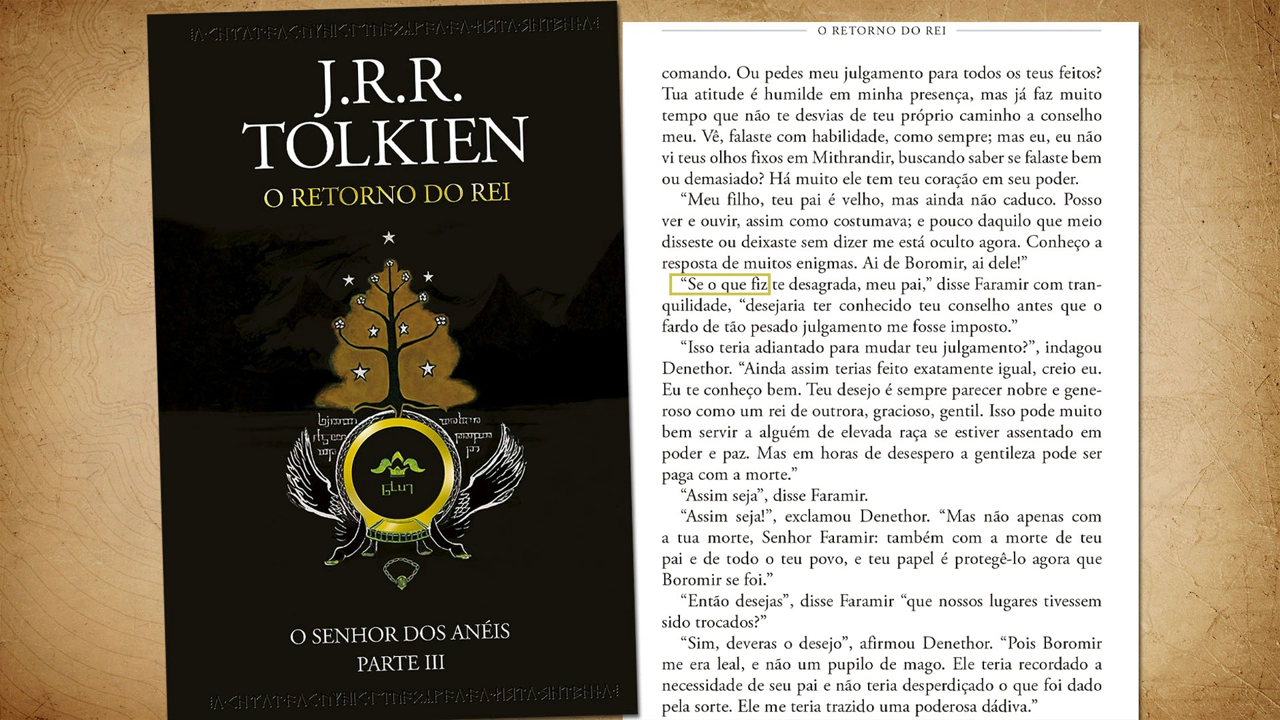 J.R.R.
TOLKIEN
O RETORNO DO REI
O SENHOR DOS ANÉIS
PARTE III
O RETORNO DO REI
comando. Ou pedes meu julgamento para todos os teus feitos?
Tua atitude é humilde em minha presença, mas já faz muito
tempo que não te desvias de teu próprio caminho a conselho
meu. Vê, falaste com habilidade, como sempre; mas eu, eu não
vi teus olhos fixos em Mithrandir, buscando saber se falaste bem
ou demasiado? Há muito ele tem teu coração em seu poder.
“Meu filho, teu pai é velho, mas ainda não caduco. Posso
ver e ouvir, assim como costumava; e pouco daquilo que meio
disseste ou deixaste sem dizer me está oculto agora. Conheço a
resposta de muitos enigmas. Ai de Boromir, ai dele!”
“Se o que fiz te desagrada, meu pai,” disse Faramir com tran-
quilidade, “desejaria ter conhecido teu conselho antes que o
fardo de tão pesado julgamento me fosse imposto.”
“Isso teria adiantado para mudar teu julgamento?”, indagou
Denethor. “Ainda assim terias feito exatamente igual, creio eu.
Eu te conheço bem. Teu desejo é sempre parecer nobre e gene-
roso como um rei de outrora, gracioso, gentil. Isso pode muito
bem servir a alguém de elevada raça se estiver assentado em
poder e paz. Mas em horas de desespero a gentileza pode ser
paga com a morte.”
“Assim seja”, disse Faramir.
“Assim seja!”, exclamou Denethor. “Mas não apenas com
a tua morte, Senhor Faramir: também com a morte de teu
pai e de todo o teu povo, e teu papel é protegê-lo agora que
Boromir se foi.”
“Então desejas”, disse Faramir “que nossos lugares tivessem
sido trocados?”
“Sim, deveras o desejo”, afirmou Denethor. “Pois Boromir
me era leal, e não um pupilo de mago. Ele teria recordado a
necessidade de seu pai e não teria desperdiçado o que foi dado
pela sorte. Ele me teria trazido uma poderosa dádiva.”